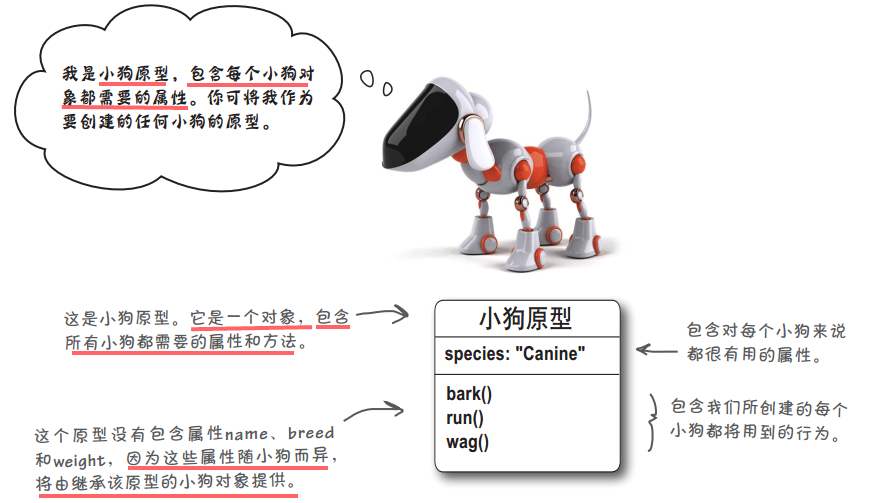 我是小狗原型，包含每个小狗对
象都需要的属性。你可将我作为
要创建的任何小狗的原型。
这是小狗原型。它是一个对象，包含
所有小狗都需要的属性和方法。
小狗原型
species: "Canine"
bark()
run()
wag()
包含对每个小狗来说
都很有用的属性。
包含我们所创建的每个
小狗都将用到的行为。
这个原型没有包含属性name、breed
和weight，因为这些属性随小狗而异，
将由继承该原型的小狗对象提供。